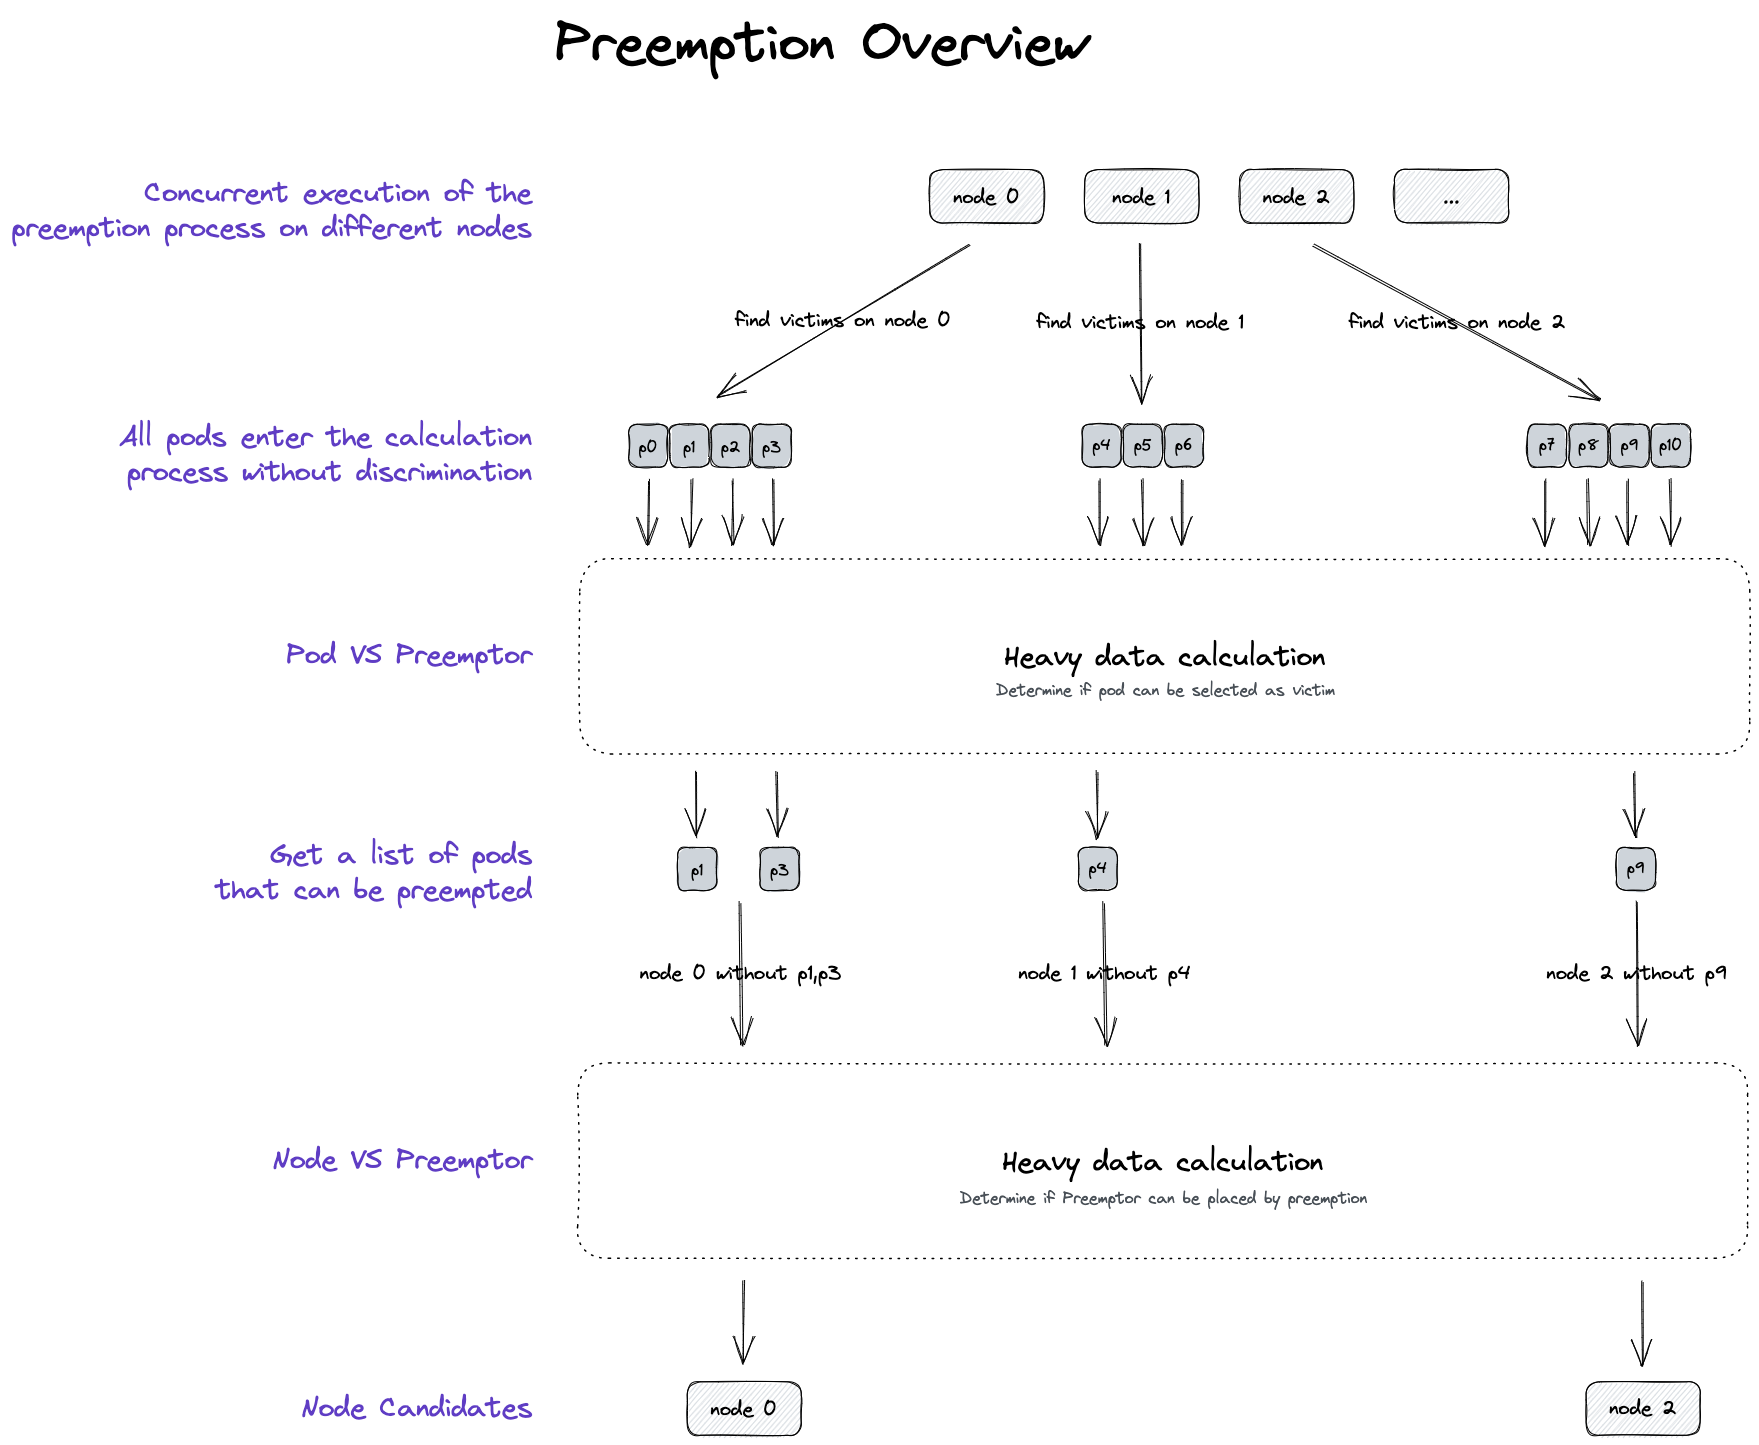 Preemption Overview
Concurrent execution of the
preemption process on different nodes
node 0
node 1
node 2
...
find victims on node 0
find victims on node 1
find victims on node 2
All pods enter the calculation
process without discrimination
p0
p1
p2
p3
p4
p5
p6
p7
p8
p9
p10
Pod VS Preemptor
Heavy data calculation
Determine if pod can be selected as victim
Get a list of pods
that can be preempted
p1
p3
p4
p9
node 0 without p1,p3
node 1 without p4
node 2 without p9
Node VS Preemptor
Heavy data calculation
Determine if Preemptor can be placed by preemption
Node Candidates
node 0
node 2